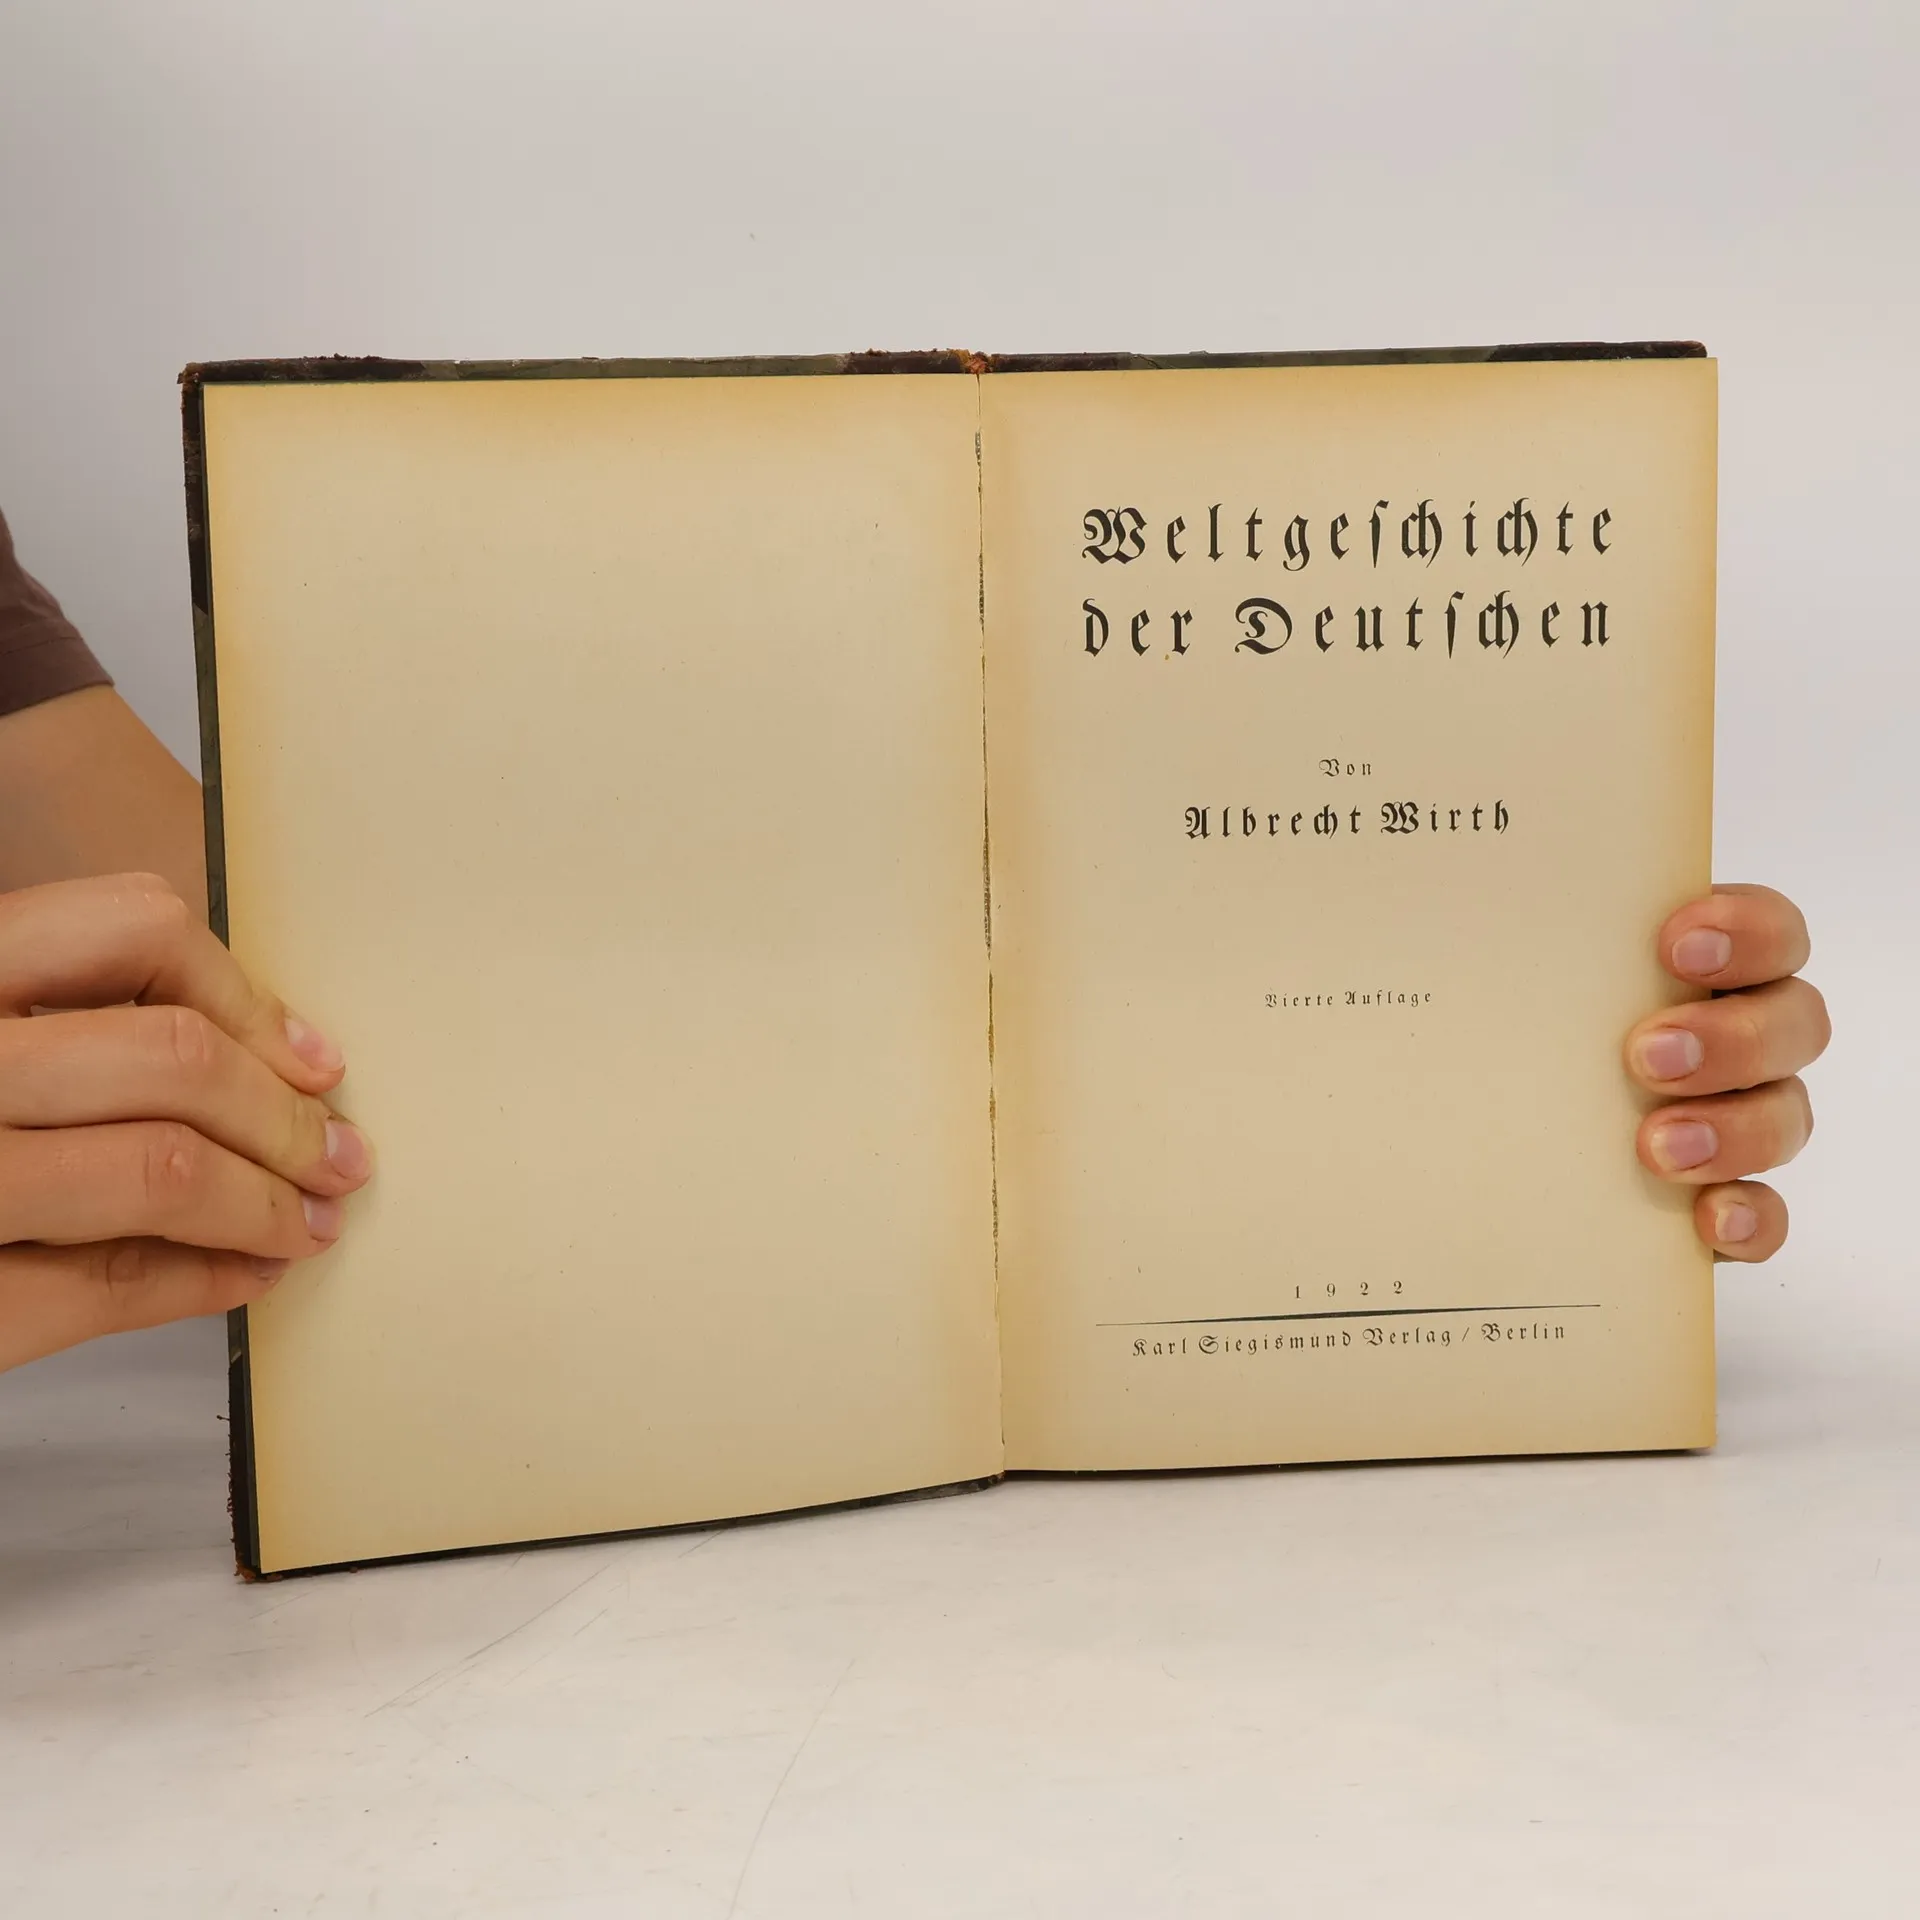 Weltgeſchichte
der Deutſchen
Von
Albrecht Wirth
Vierte Auflage
1922
Karl Siegismund Verlag / Berlin